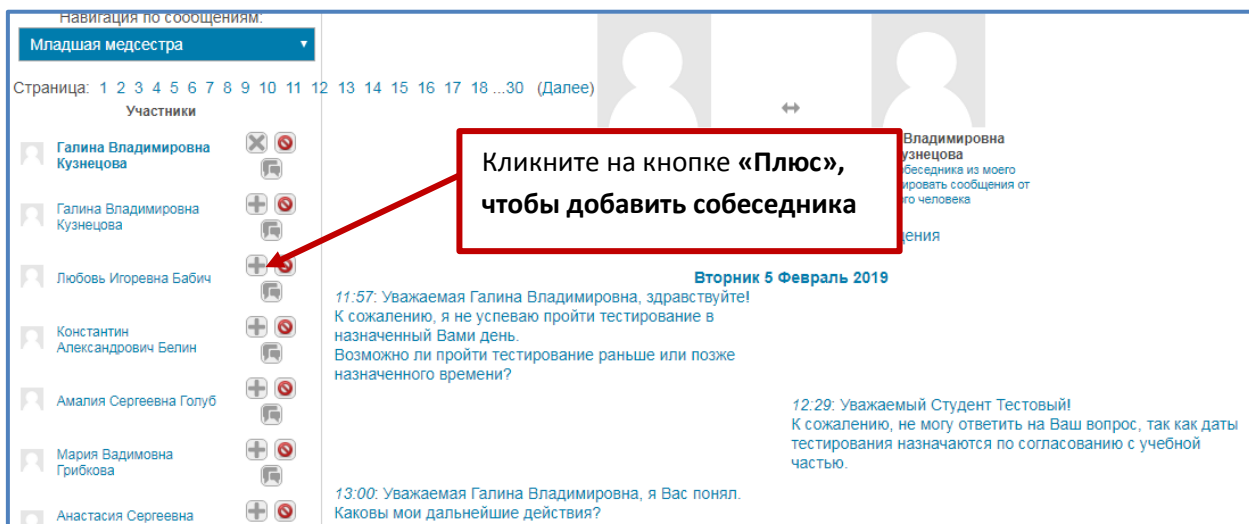 Навигация по сообщениям:
Младшая медсестра
Страница: 1 2 3 4 5 6 7 8 9 10 11 12 13 14 15 16 17 18 ...30 (Далее)
Участники
Галина Владимировна
Кузнецова
Галина Владимировна
Кузнецова
Любовь Игоревна Бабич
Константин
Александрович Белин
Амалия Сергеевна Голуб
Мария Вадимовна
Грибкова
Анастасия Сергеевна
Кликните на кнопке «Плюс»,
чтобы добавить собеседника
Владимировна
из моего
сообщения от
человека
Вторник 5 Февраль 2019
11:57: Уважаемая Галина Владимировна, здравствуйте!
К сожалению, я не успеваю пройти тестирование в
назначенный Вами день.
Возможно ли пройти тестирование раньше или позже
назначенного времени?
12:29: Уважаемый Студент Тестовый!
К сожалению, не могу ответить на Ваш вопрос, так как даты
тестирования назначаются по согласованию с учебной
частью.
13:00: Уважаемая Галина Владимировна, я Вас понял.
Каковы мои дальнейшие действия?